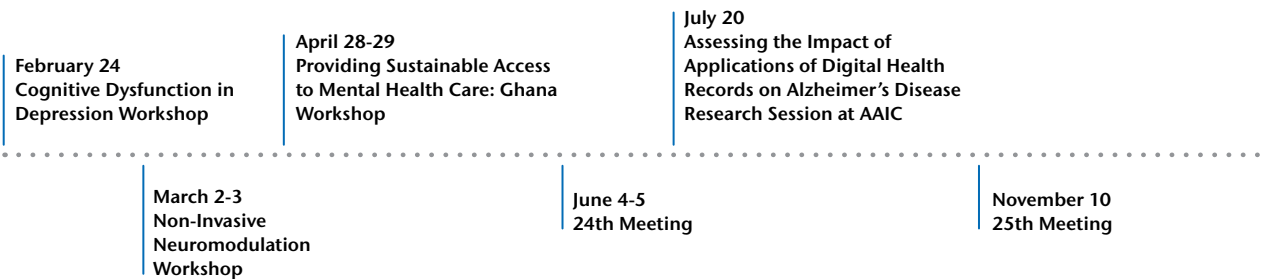 February 24
Cognitive Dysfunction in
Depression Workshop
March 2-3
Non-Invasive
Neuromodulation
Workshop
April 28-29
Providing Sustainable Access
to Mental Health Care: Ghana
Workshop
June 4-5
24th Meeting
July 20
Assessing the Impact of
Applications of Digital Health
Records on Alzheimer’s Disease
Research Session at AAIC
November 10
25th Meeting